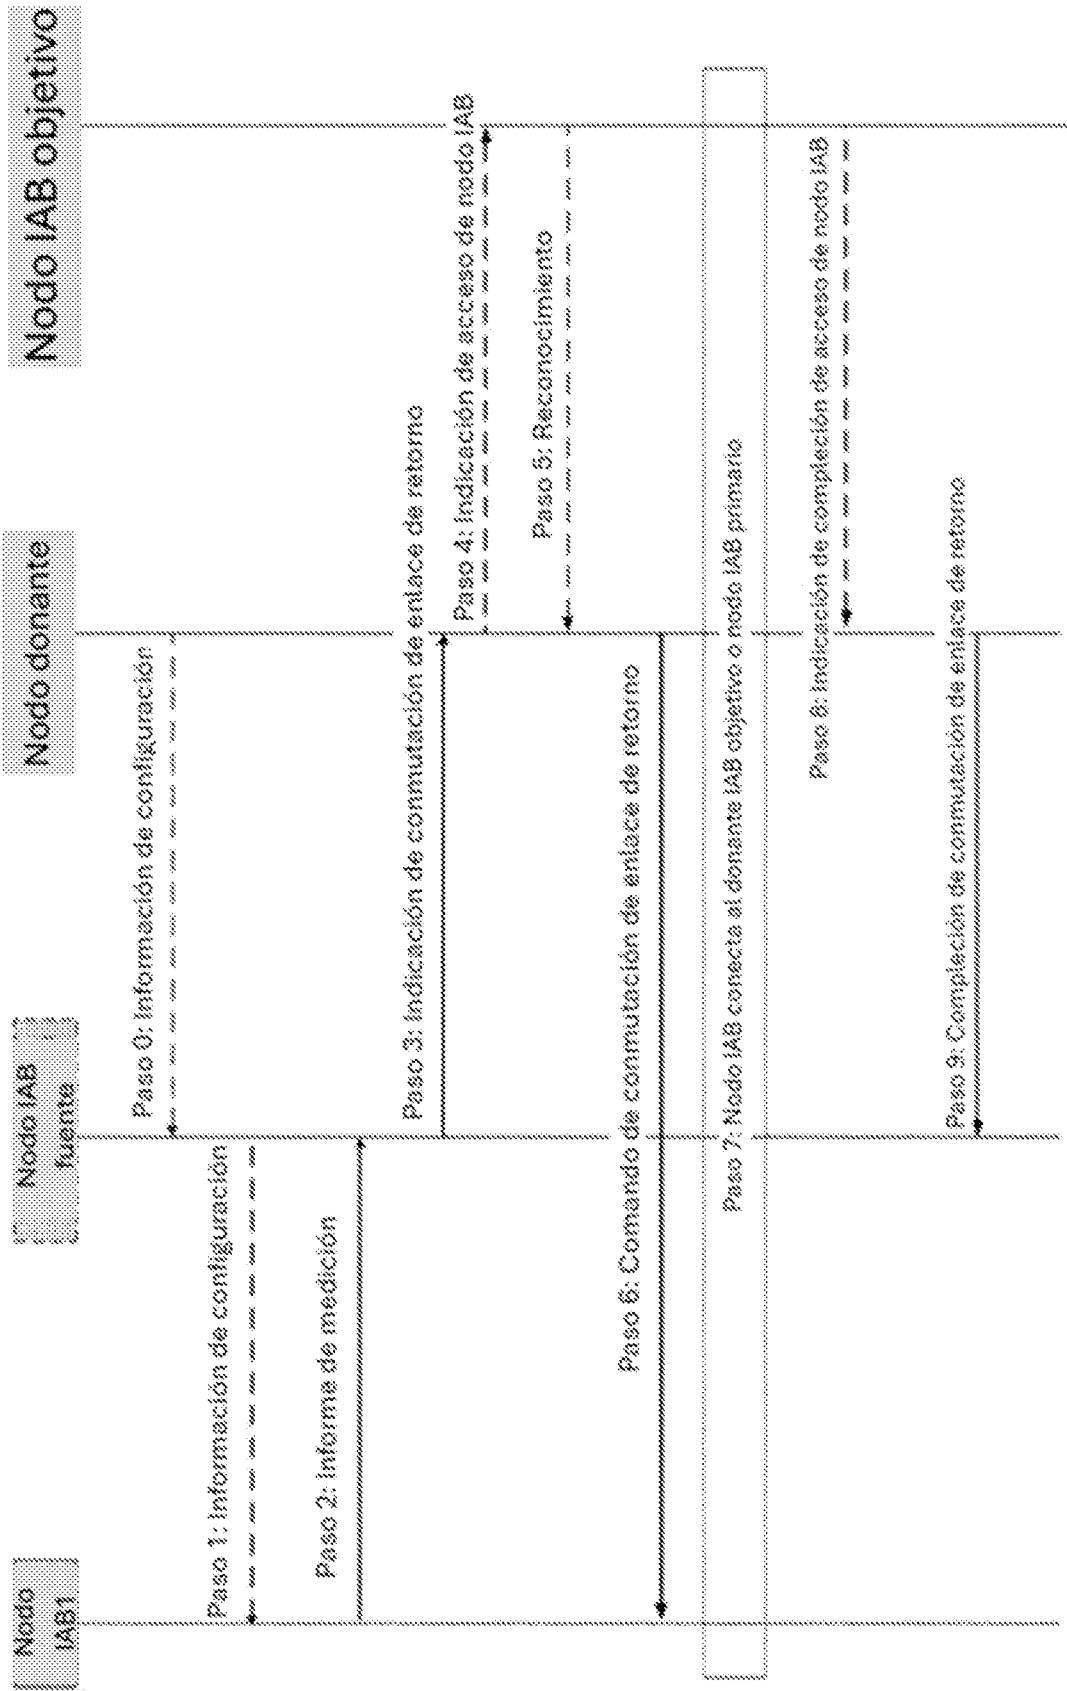 Nodo
IAB1
Nodo IAB
fuente
Nodo donante
Nodo IAB objetivo
Paso 0: Información de configuración
Paso 1: Información de configuración
Paso 2: Informe de medición
Paso 3: Indicación de conmutación de enlace de retorno
Paso 4: Indicación de acceso de nodo IAB
Paso 5: Reconocimiento
Paso 6: Comando de conmutación de enlace de retorno
Paso 7: Nodo IAB conecta al donante IAB objetivo o nodo IAB primario
Paso 8: Indicación de compleción de acceso de nodo IAB
Paso 9: Compleción de conmutación de enlace de retorno